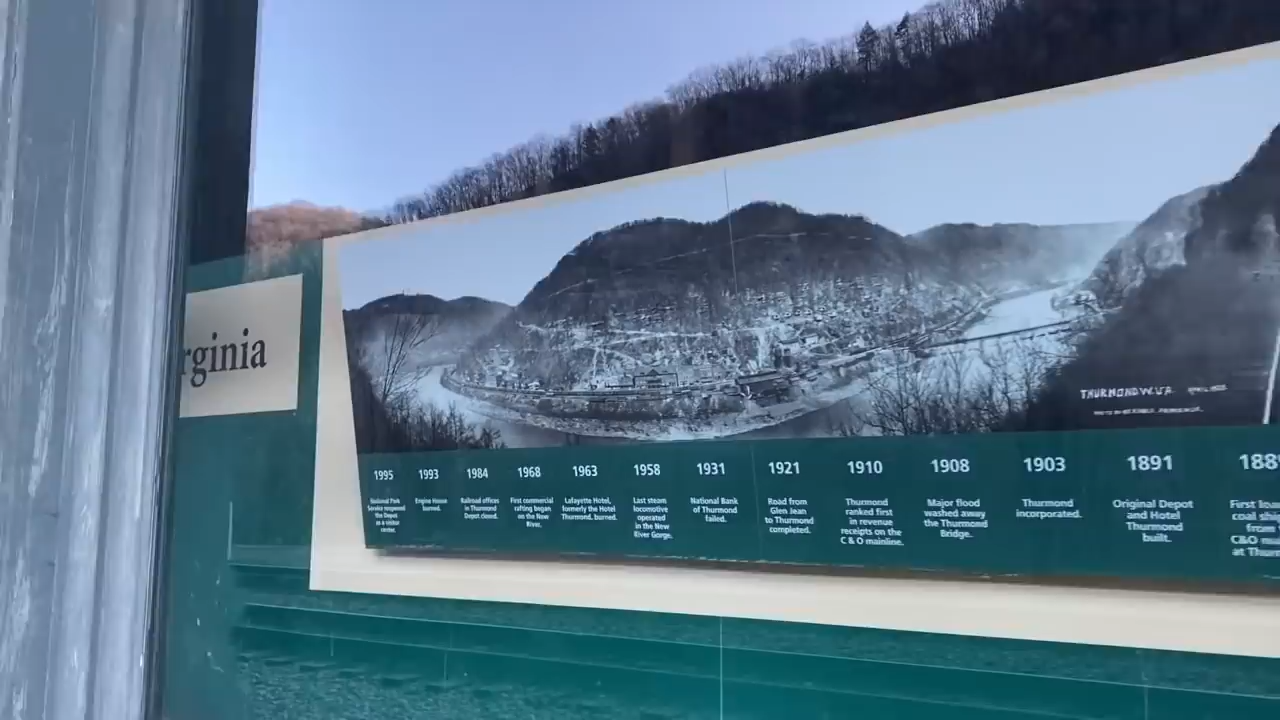 rginia
THURMOND W.VA.
1995
National Park
Service reopened
the Depot
as a visitor
center.
1993
Engine House
burned.
1984
Railroad offices
in Thurmond
Depot closed.
1968
First commercial
rafting began
on the New
River.
1963
Lafayette Hotel,
formerly the Hotel
Thurmond, burned.
1958
Last steam
locomotive
operated
in the New
River Gorge.
1931
National Bank
of Thurmond
failed.
1921
Road from
Glen Jean
to Thurmond
completed.
1910
Thurmond
ranked first
in revenue
receipts on the
C & O mainline.
1908
Major flood
washed away
the Thurmond
Bridge.
1903
Thurmond
incorporated.
1891
Original Depot
and Hotel
Thurmond
built.
188
First loa
coal shi
from
C&O ma
at Thur